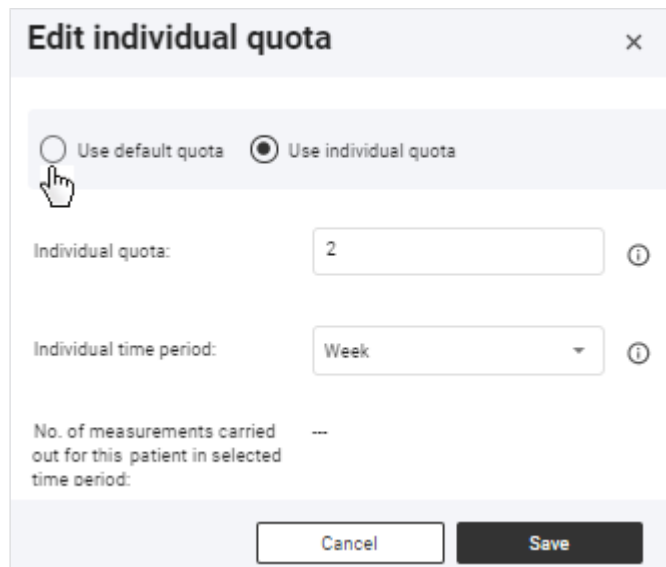 Edit individual quota
Use default quota Use individual quota
Individual quota: 2
Individual time period: Week
No. of measurements carried ---
out for this patient in selected
time period:
Cancel Save